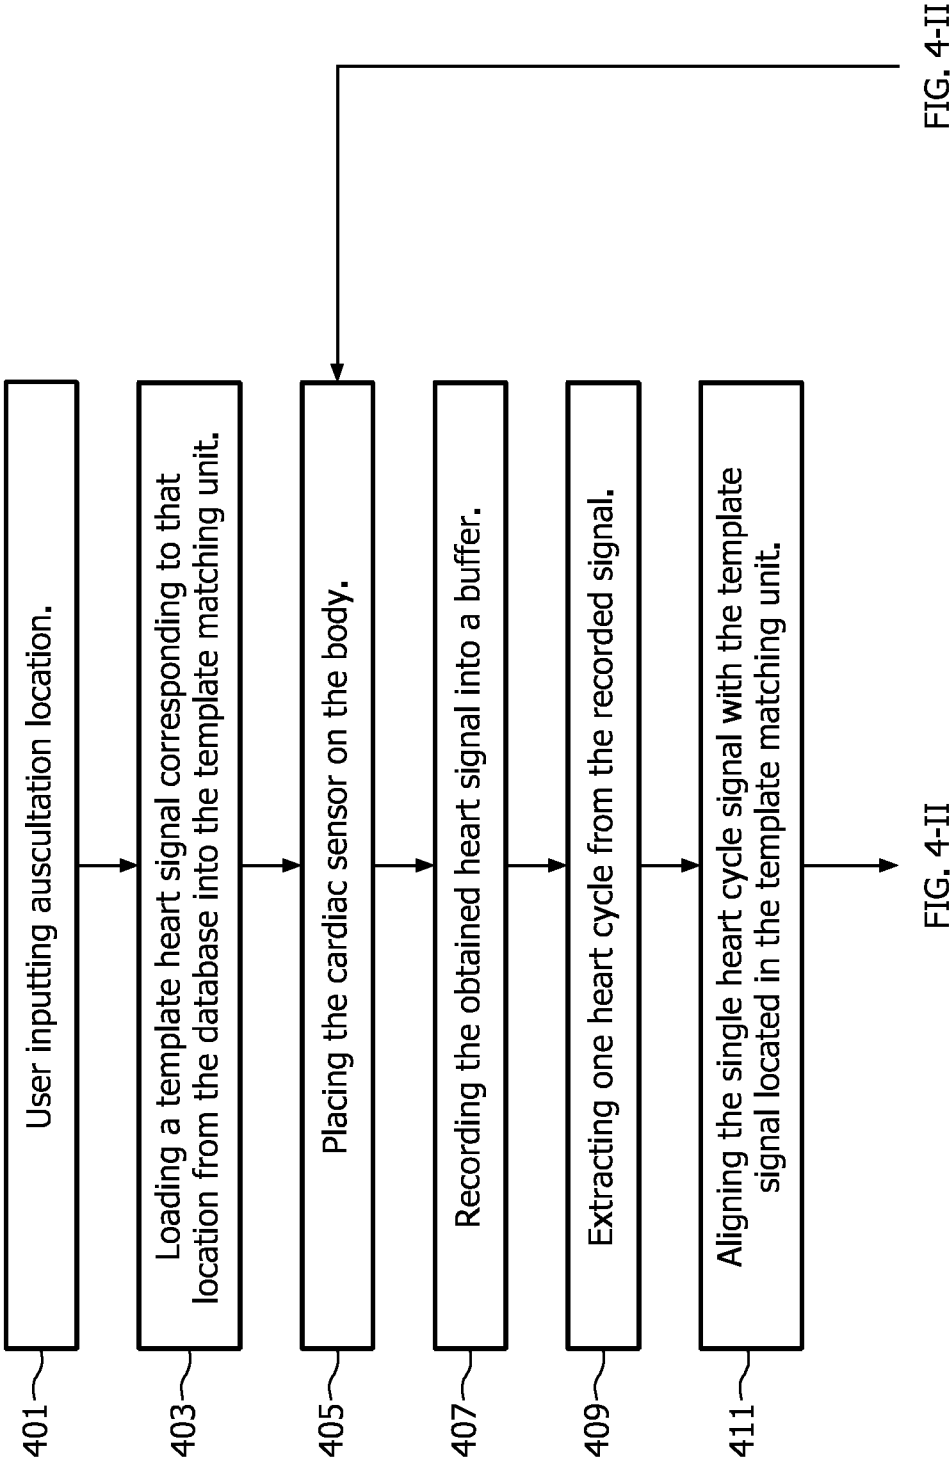 401
User inputting auscultation location.
403
Loading a template heart signal corresponding to that
location from the database into the template matching unit.
405
Placing the cardiac sensor on the body.
407
Recording the obtained heart signal into a buffer.
409
Extracting one heart cycle from the recorded signal.
411
Aligning the single heart cycle signal with the template
signal located in the template matching unit.
FIG. 4-II
FIG. 4-II